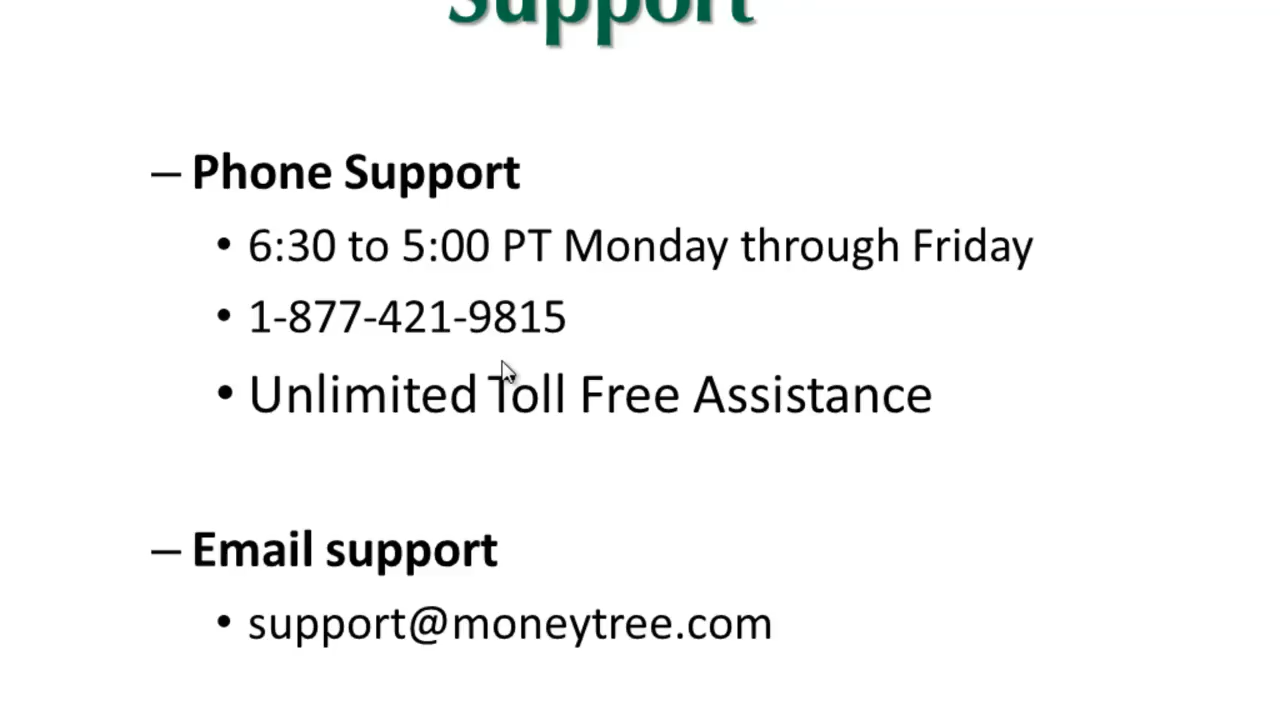 Support
– Phone Support
• 6:30 to 5:00 PT Monday through Friday
• 1-877-421-9815
• Unlimited Toll Free Assistance
– Email support
• support@moneytree.com